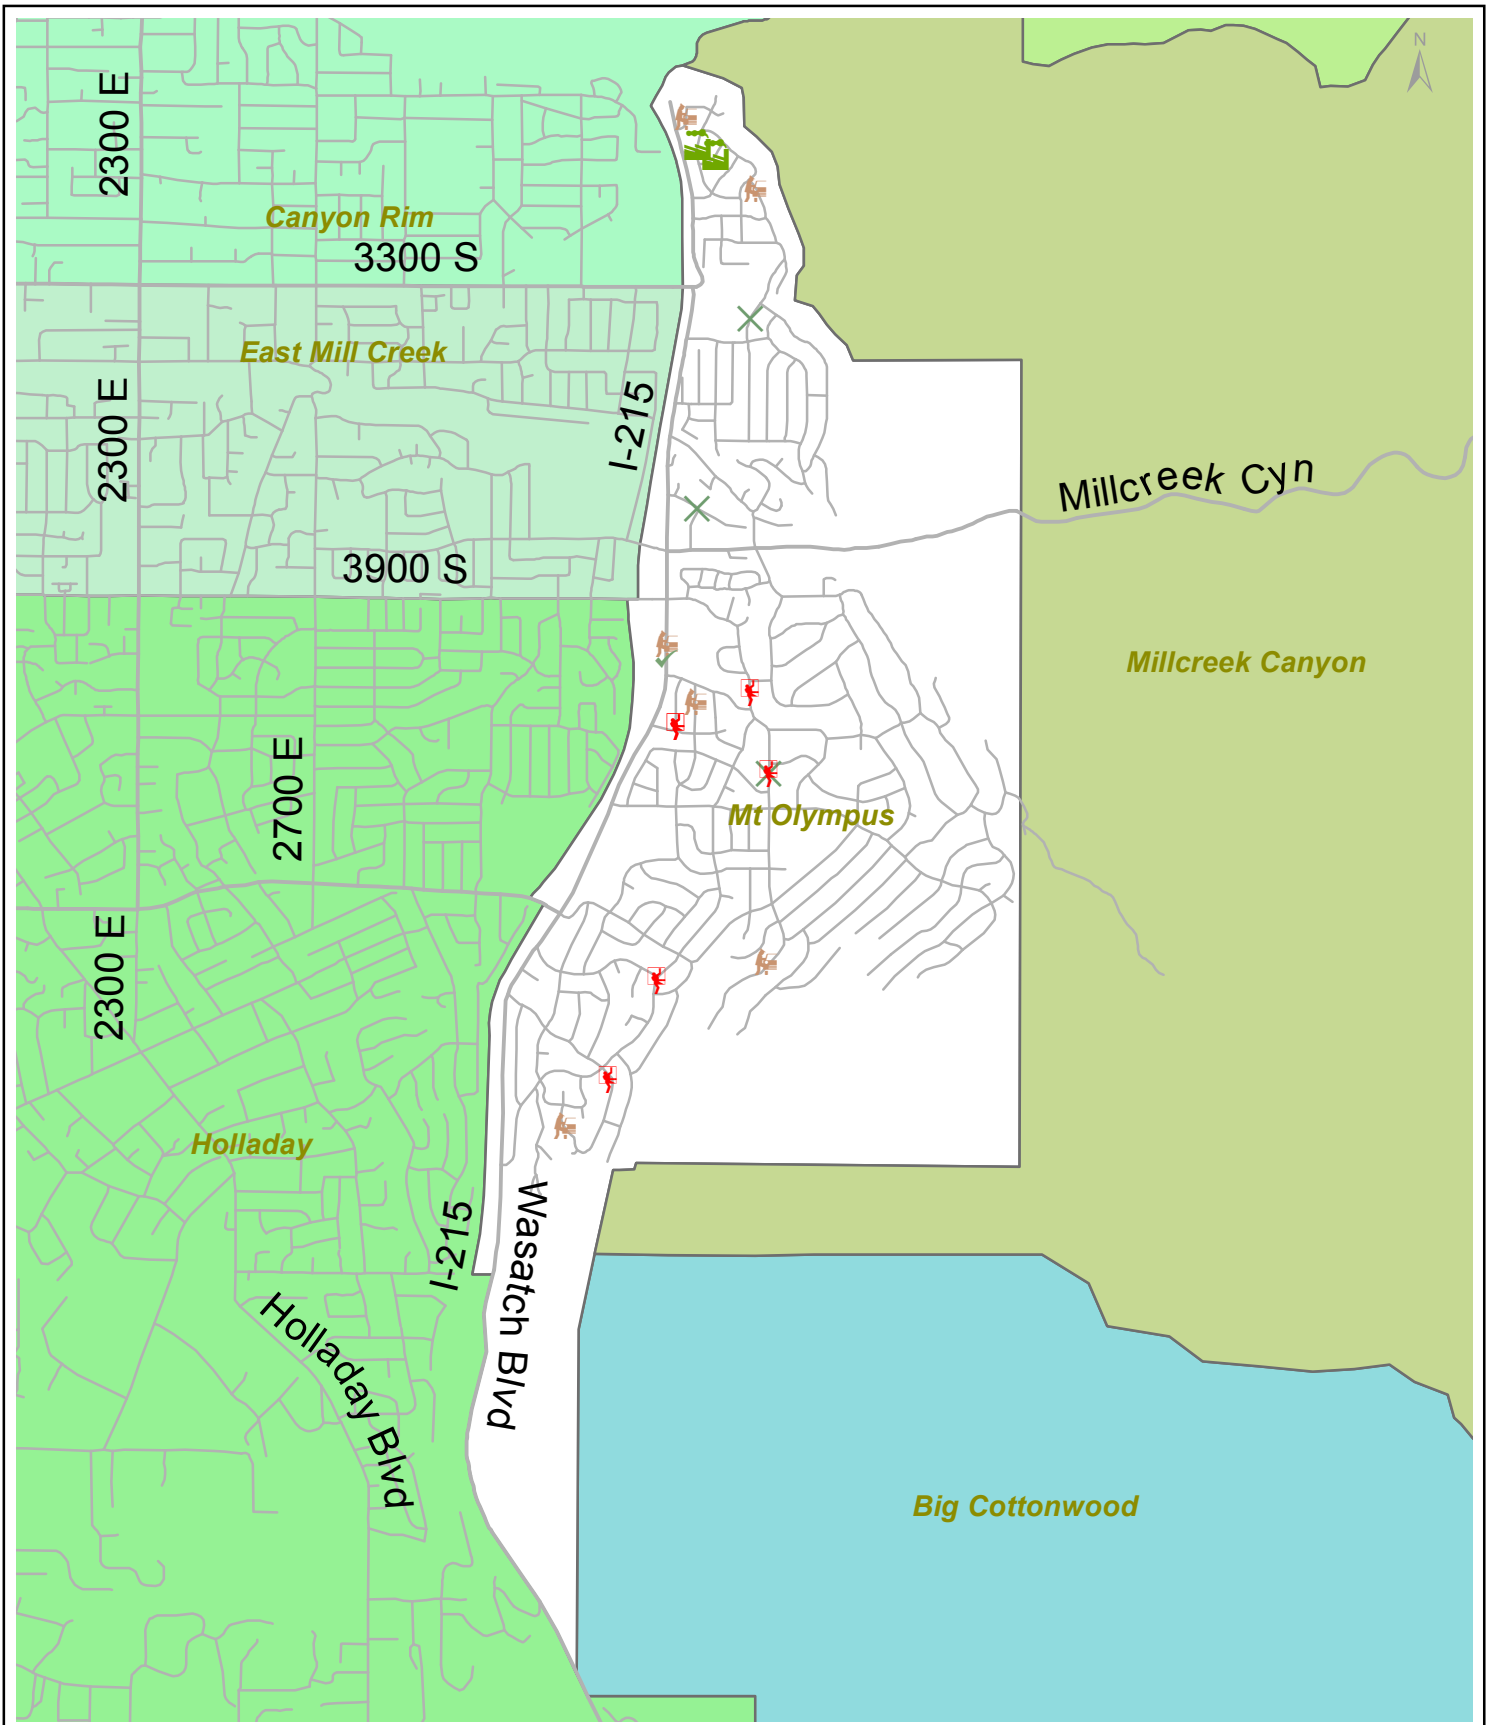 N
2300 E
Canyon Rim
3300 S
East Mill Creek
2300 E
I-215
Millcreek Cyn
3900 S
Millcreek Canyon
2700 E
Mt Olympus
2300 E
Holladay
I-215
Wasatch Blvd
Holladay Blvd
Big Cottonwood